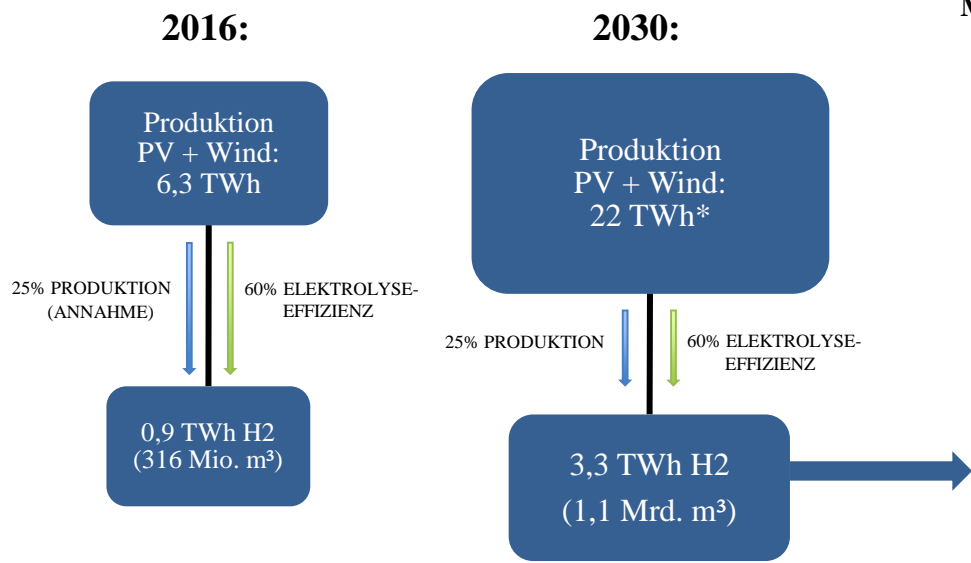 2016:
Produktion
PV + Wind:
6,3 TWh
25% PRODUKTION
(ANNAHME)
60% ELEKTROLYSE-
EFFIZIENZ
0,9 TWh H2
(316 Mio. m³)
2030:
Produktion
PV + Wind:
22 TWh*
25% PRODUKTION
60% ELEKTROLYSE-
EFFIZIENZ
3,3 TWh H2
(1,1 Mrd. m³)